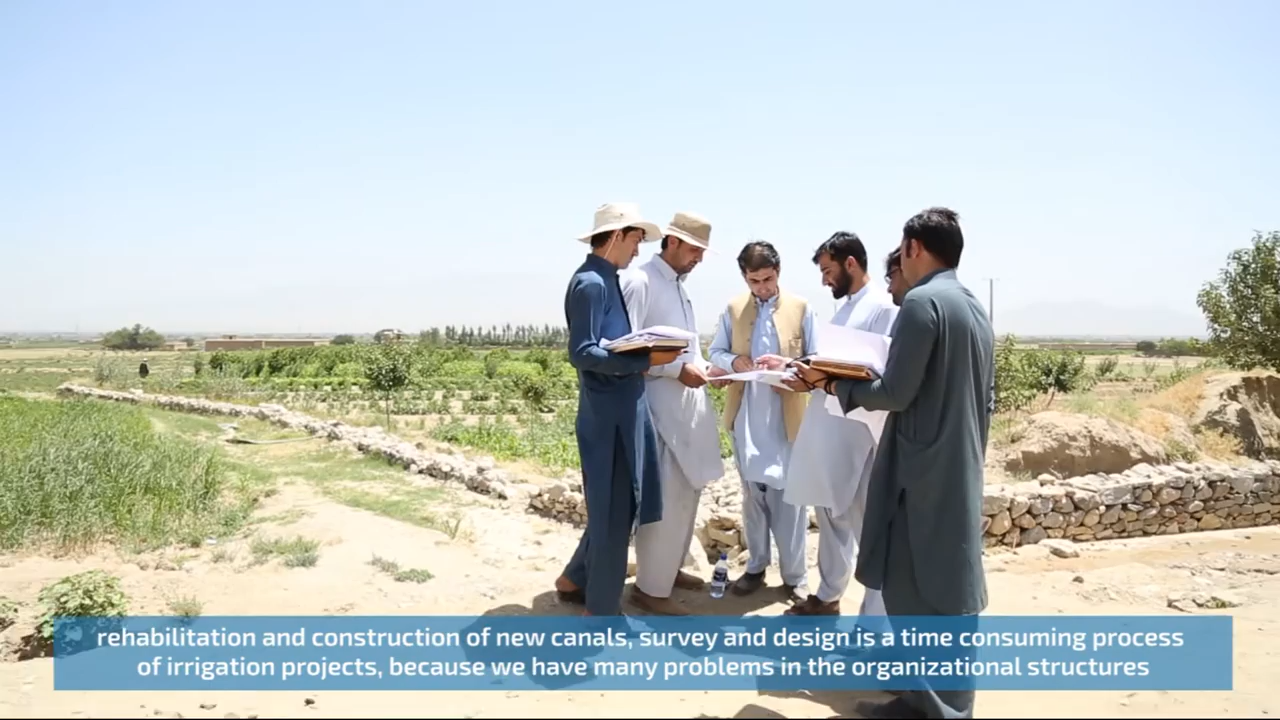 rehabilitation and construction of new canals, survey and design is a time consuming process
of irrigation projects, because we have many problems in the organizational structures